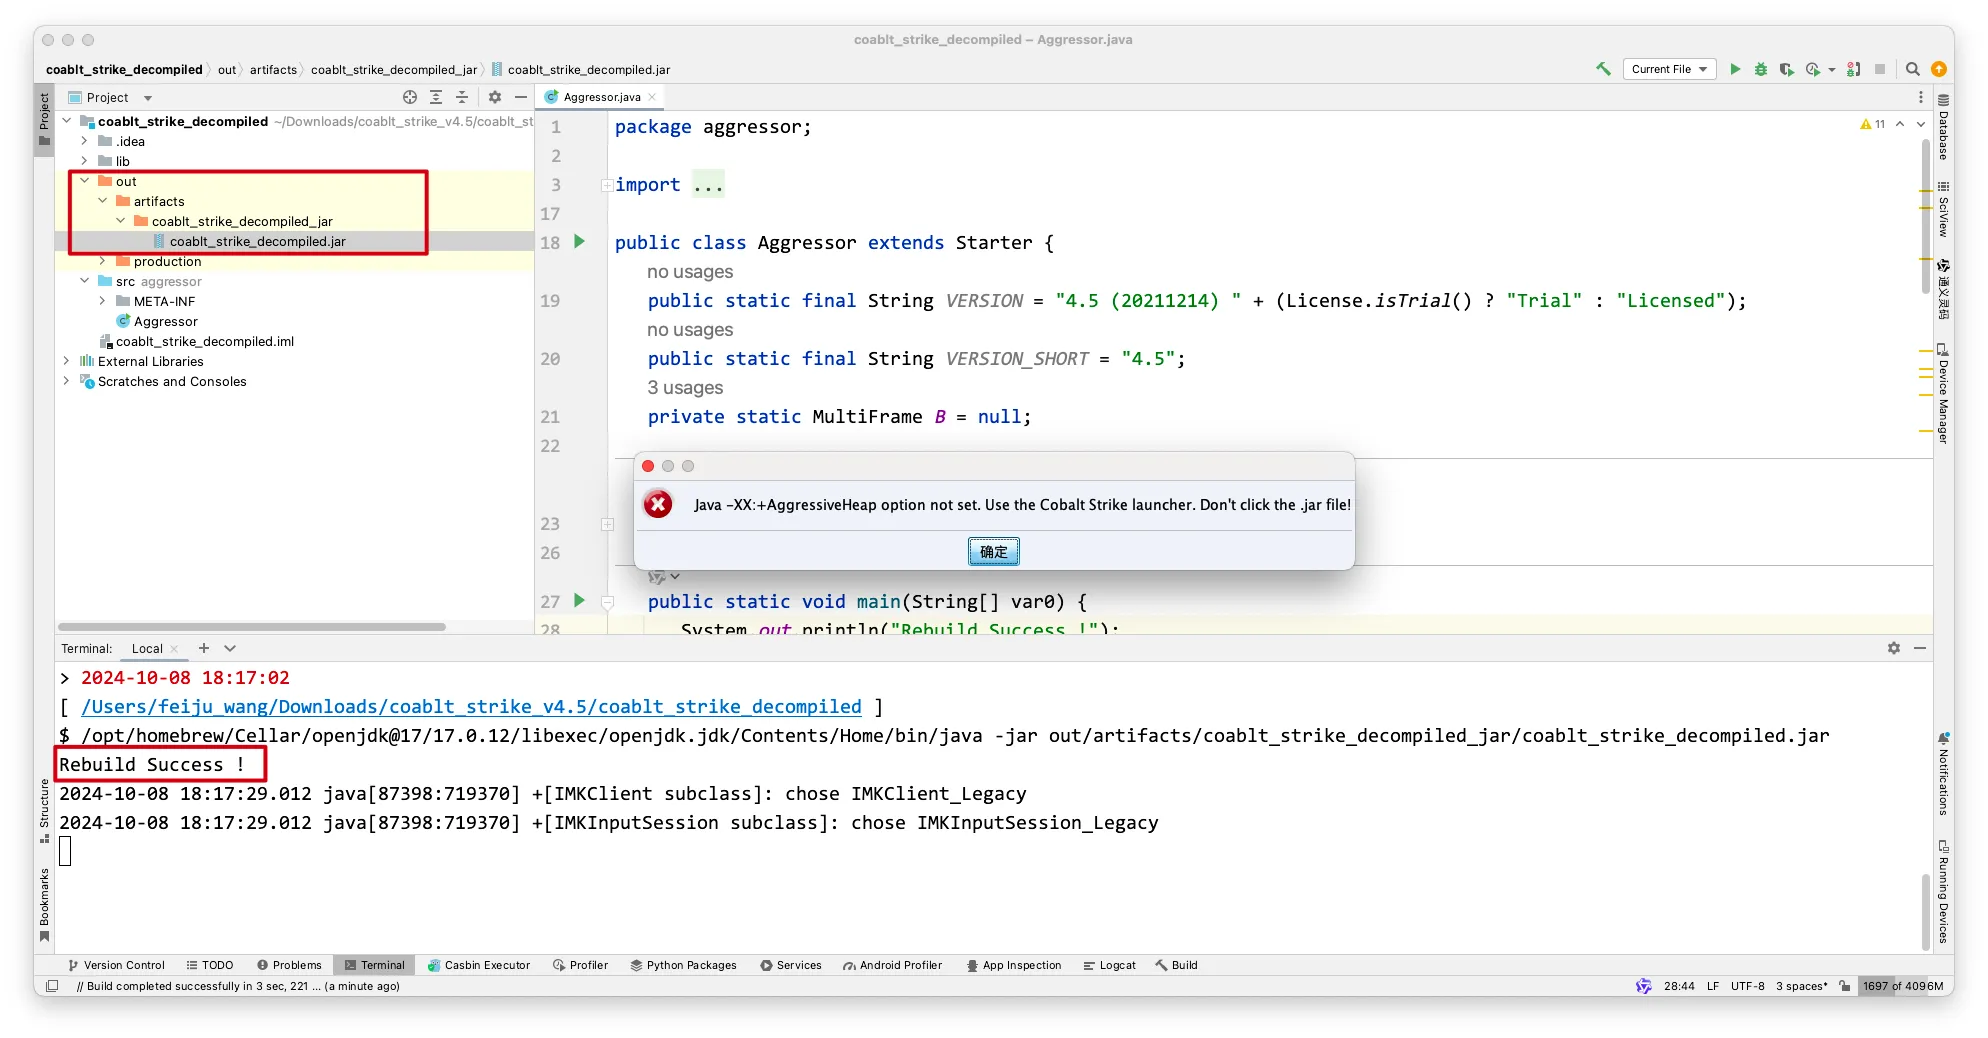 coablt_strike_decompiled – Aggressor.java
coablt_strike_decompiled out artifacts coablt_strike_decompiled_jar coablt_strike_decompiled.jar
Current File
Project
Project
Aggressor.java
coablt_strike_decompiled ~/Downloads/coablt_strike_v4.5/coablt_st
.idea
lib
out
artifacts
coablt_strike_decompiled_jar
coablt_strike_decompiled.jar
production
src aggressor
META-INF
Aggressor
coablt_strike_decompiled.iml
External Libraries
Scratches and Consoles
11
1 package aggressor;
2
3 import ...
17
18 public class Aggressor extends Starter {
no usages
19 public static final String VERSION = "4.5 (20211214) " + (License.isTrial() ? "Trial" : "Licensed");
no usages
20 public static final String VERSION_SHORT = "4.5";
3 usages
21 private static MultiFrame B = null;
22
23
26
27 public static void main(String[] var0) {
28 System.out.println("Rebuild Success !");
Java -XX:+AggressiveHeap option not set. Use the Cobalt Strike launcher. Don't click the .jar file!
确定
Database
SciView
通义灵码
Device Manager
Notifications
Running Devices
Structure
Bookmarks
Terminal: Local
> 2024-10-08 18:17:02
[ /Users/feiju_wang/Downloads/coablt_strike_v4.5/coablt_strike_decompiled ]
$ /opt/homebrew/Cellar/openjdk@17/17.0.12/libexec/openjdk.jdk/Contents/Home/bin/java -jar out/artifacts/coablt_strike_decompiled_jar/coablt_strike_decompiled.jar
Rebuild Success !
2024-10-08 18:17:29.012 java[87398:719370] +[IMKClient subclass]: chose IMKClient_Legacy
2024-10-08 18:17:29.012 java[87398:719370] +[IMKInputSession subclass]: chose IMKInputSession_Legacy
Version Control TODO Problems Terminal Casbin Executor Profiler Python Packages Services Android Profiler App Inspection Logcat Build
// Build completed successfully in 3 sec, 221 ... (a minute ago)
28:44 LF UTF-8 3 spaces* 1697 of 4096M